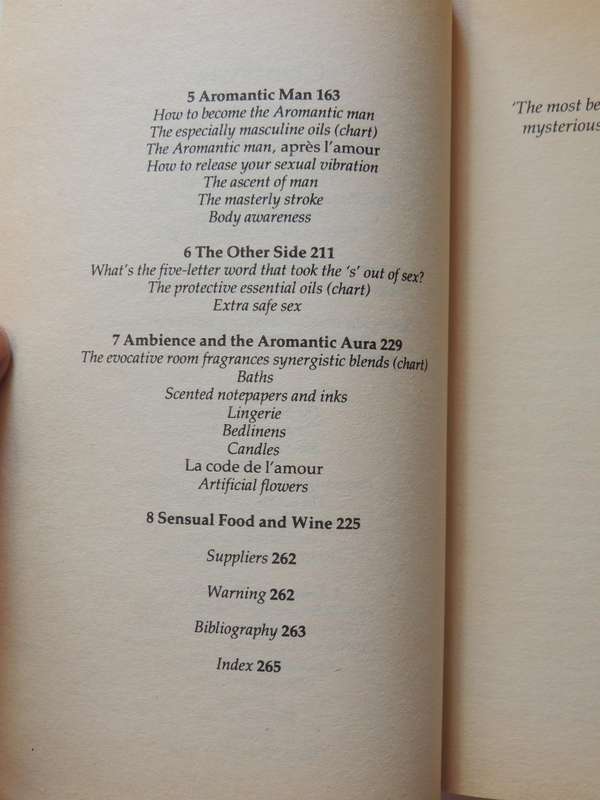 5 Aromantic Man 163
How to become the Aromantic man
The especially masculine oils (chart)
The Aromantic man, après l'amour
How to release your sexual vibration
The ascent of man
The masterly stroke
Body awareness
6 The Other Side 211
What's the five-letter word that took the 's' out of sex?
The protective essential oils (chart)
Extra safe sex
7 Ambience and the Aromantic Aura 229
The evocative room fragrances synergistic blends (chart)
Baths
Scented notepapers and inks
Lingerie
Bedlinens
Candles
La code de l'amour
Artificial flowers
8 Sensual Food and Wine 225
Suppliers 262
Warning 262
Bibliography 263
Index 265
'The most be
mysterious